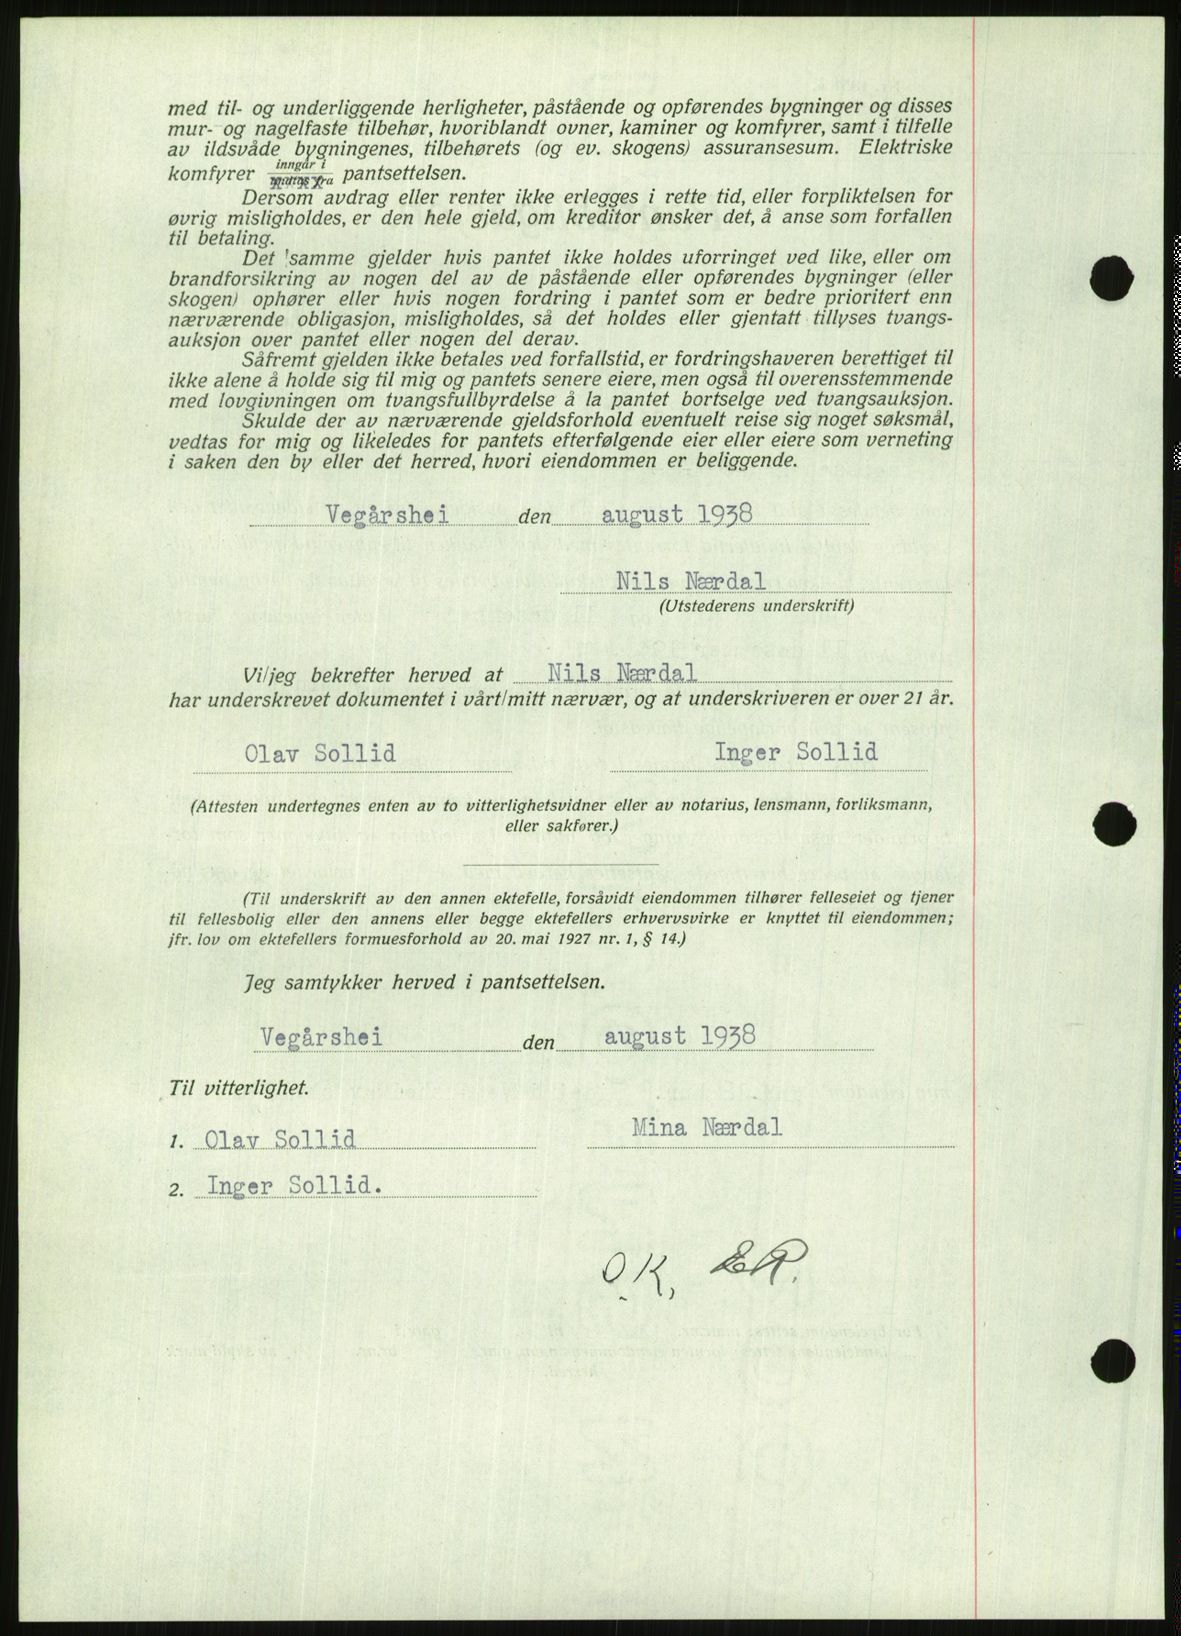 med til- og underliggende herligheter, påstående og opførendes bygninger og disses
mur- og nagelfaste tilbehør, hvoriblandt ovner, kaminer og komfyrer, samt i tilfelle
av ildsvåde bygningenes, tilbehørets (og ev. skogens) assuransesum. Elektriske
komfyrer inngår i pantsettelsen.
Dersom avdrag eller renter ikke erlegges i rette tid, eller forpliktelsen for
øvrig misligholdes, er den hele gjeld, om kreditor ønsker det, å anse som forfallen
til betaling.
Det samme gjelder hvis pantet ikke holdes uforringet ved like, eller om
brandforsikring av nogen del av de påstående eller opførendes bygninger (eller
skogen) ophører eller hvis nogen fordring i pantet som er bedre prioritert enn
nærværende obligasjon, misligholdes, så det holdes eller gjentatt tillyses tvangs-
auksjon over pantet eller nogen del derav.
Såfremt gjelden ikke betales ved forfallstid, er fordringshaveren berettiget til
ikke alene å holde sig til mig og pantets senere eiere, men også til overensstemmende
med lovgivningen om tvangsfullbyrdelse å la pantet bortselge ved tvangsauksjon.
Skulde der av nærværende gjeldsforhold eventuelt reise sig noget søksmål,
vedtas for mig og likeledes for pantets efterfølgende eier eller eiere som verneting
i saken den by eller det herred, hvori eiendommen er beliggende.
Vegårshei den august 1938
Nils Nærdal
(Utstederens underskrift)
Vi/jeg bekrefter herved at Nils Nærdal
har underskrevet dokumentet i vårt/mitt nærvær, og at underskriveren er over 21 år.
Olav Sollid Inger Sollid
(Attesten undertegnes enten av to vitterlighetsvidner eller av notarius, lensmann, forliksmann,
eller sakfører.)
(Til underskrift av den annen ektefelle, forsåvidt eiendommen tilhører felleseiet og tjener
til fellesbolig eller den annens eller begge ektefellers erhvervsvirke er knyttet til eiendommen;
jfr. lov om ektefellers formuesforhold av 20. mai 1927 nr. 1, § 14.)
Jeg samtykker herved i pantsettelsen.
Vegårshei den august 1938
Til vitterlighet.
Mina Nærdal
1. Olav Sollid
2. Inger Sollid.
O.K, ER.